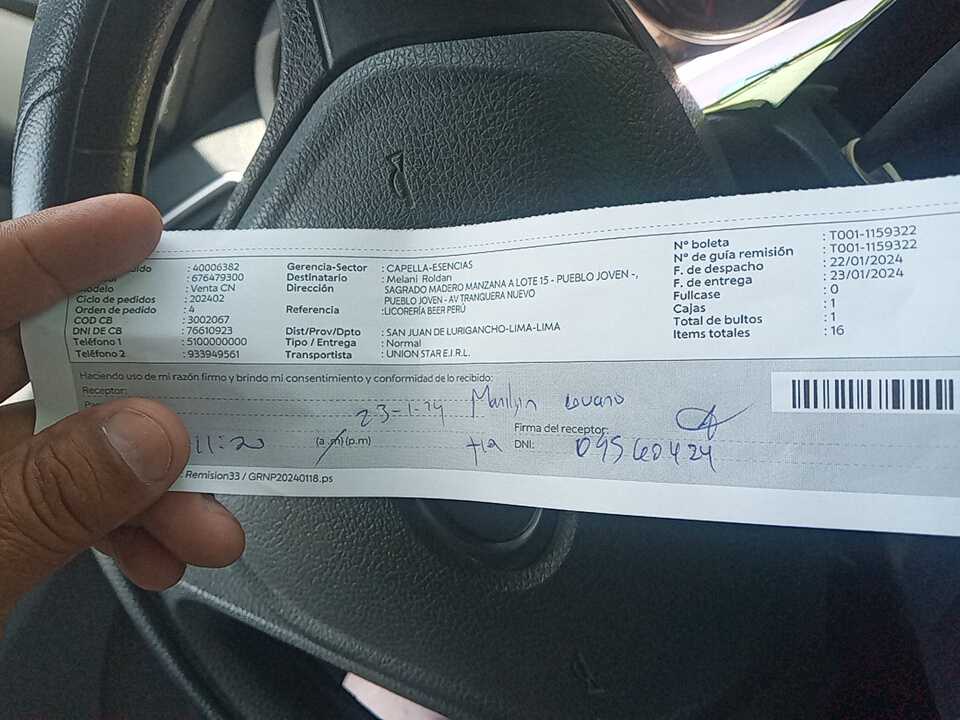 : 40006382
: 676479300
: Venta CN
Ciclo de pedidos : 202402
Orden de pedido : 4
COD CB : 3002067
DNI DE CB : 76610923
Teléfono 1 : 5100000000
Teléfono 2 : 933949561
Gerencia-Sector : CAPELLA-ESENCIAS
Destinatario : Melani Roldan
Dirección : SAGRADO MADERO MANZANA A LOTE 15 - PUEBLO JOVEN -,
PUEBLO JOVEN - AV TRANQUERA NUEVO
Referencia : LICORERÍA BEER PERÚ
Dist/Prov/Dpto : SAN JUAN DE LURIGANCHO-LIMA-LIMA
Tipo / Entrega : Normal
Transportista : UNION STAR E.I.R.L.
N° boleta : T001-1159322
N° de guía remisión : T001-1159322
F. de despacho : 22/01/2024
F. de entrega : 23/01/2024
Fullcase : 0
Cajas : 1
Total de bultos : 1
Items totales : 16
Haciendo uso de mi razón firmo y brindo mi consentimiento y conformidad de lo recibido:
Receptor:
23-1-24 Marilyn
Firma del receptor:
11:20 (a.m) (p.m) tia DNI: 09560424
Remision33 / GRNP20240118.ps